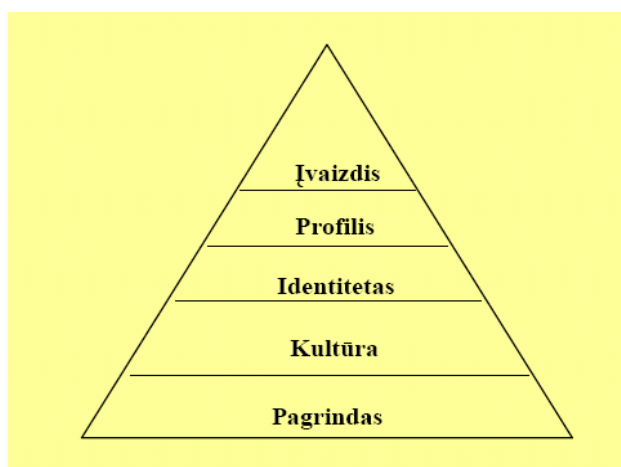 Įvaizdis
Profilis
Identitetas
Kultūra
Pagrindas